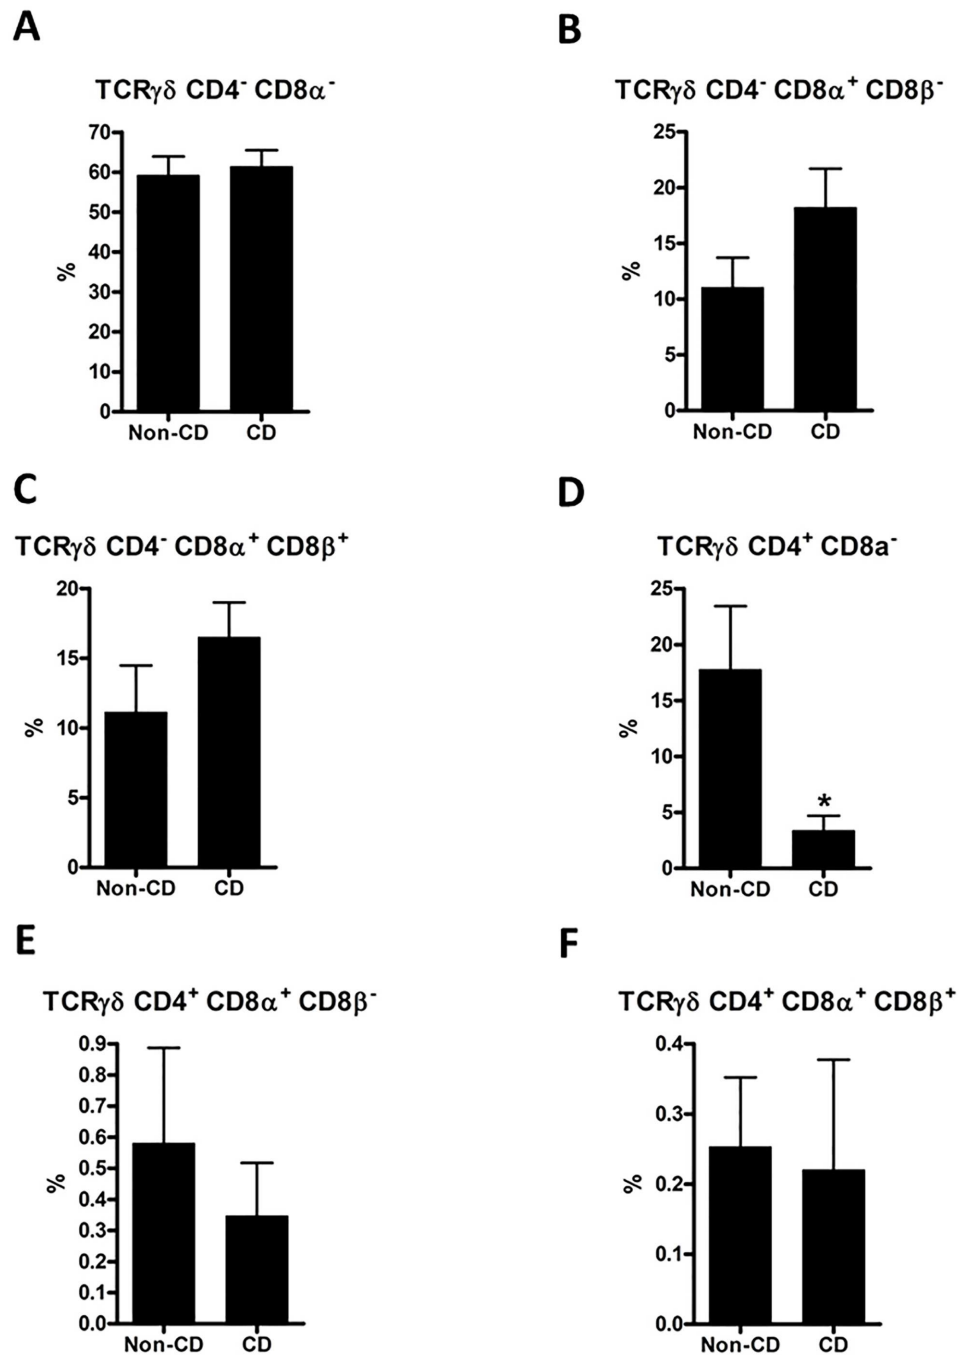 A
TCRγδ CD4⁻ CD8α⁻
70
60
50
40
30
20
10
0
%
Non-CD CD
B
TCRγδ CD4⁻ CD8α⁺ CD8β⁻
25
20
15
10
5
0
%
Non-CD CD
C
TCRγδ CD4⁻ CD8α⁺ CD8β⁺
20
15
10
5
0
%
Non-CD CD
D
TCRγδ CD4⁺ CD8a⁻
25
20
15
10
5
0
%
*
Non-CD CD
E
TCRγδ CD4⁺ CD8α⁺ CD8β⁻
0.9
0.8
0.7
0.6
0.5
0.4
0.3
0.2
0.1
0.0
%
Non-CD CD
F
TCRγδ CD4⁺ CD8α⁺ CD8β⁺
0.4
0.3
0.2
0.1
0.0
%
Non-CD CD